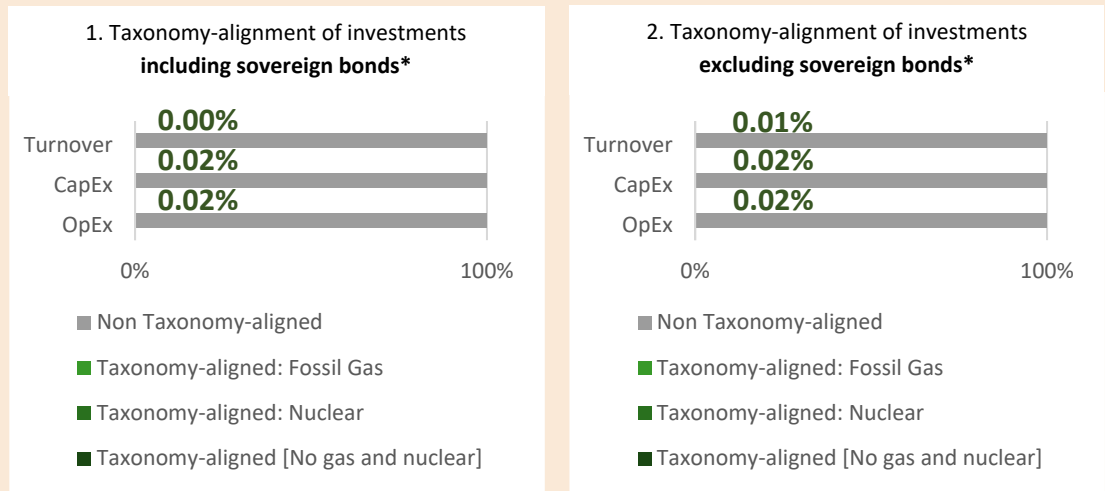 1. Taxonomy-alignment of investments
including sovereign bonds*
0.00%
Turnover
0.02%
CapEx
0.02%
OpEx
0% 100%
Non Taxonomy-aligned
Taxonomy-aligned: Fossil Gas
Taxonomy-aligned: Nuclear
Taxonomy-aligned [No gas and nuclear]
2. Taxonomy-alignment of investments
excluding sovereign bonds*
0.01%
Turnover
0.02%
CapEx
0.02%
OpEx
0% 100%
Non Taxonomy-aligned
Taxonomy-aligned: Fossil Gas
Taxonomy-aligned: Nuclear
Taxonomy-aligned [No gas and nuclear]